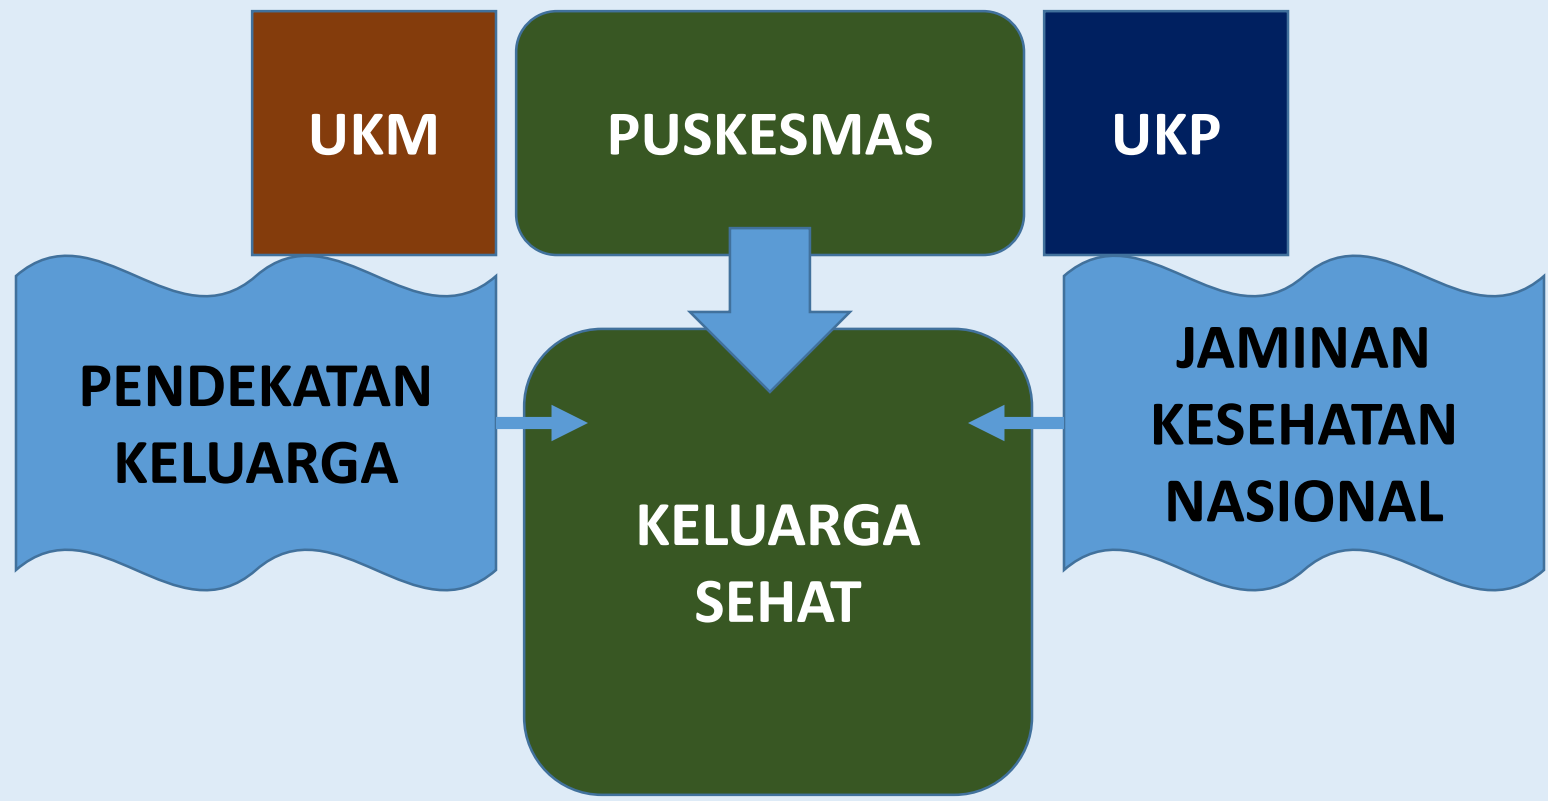 UKM
PUSKESMAS
UKP
PENDEKATAN
KELUARGA
JAMINAN
KESEHATAN
NASIONAL
KELUARGA
SEHAT